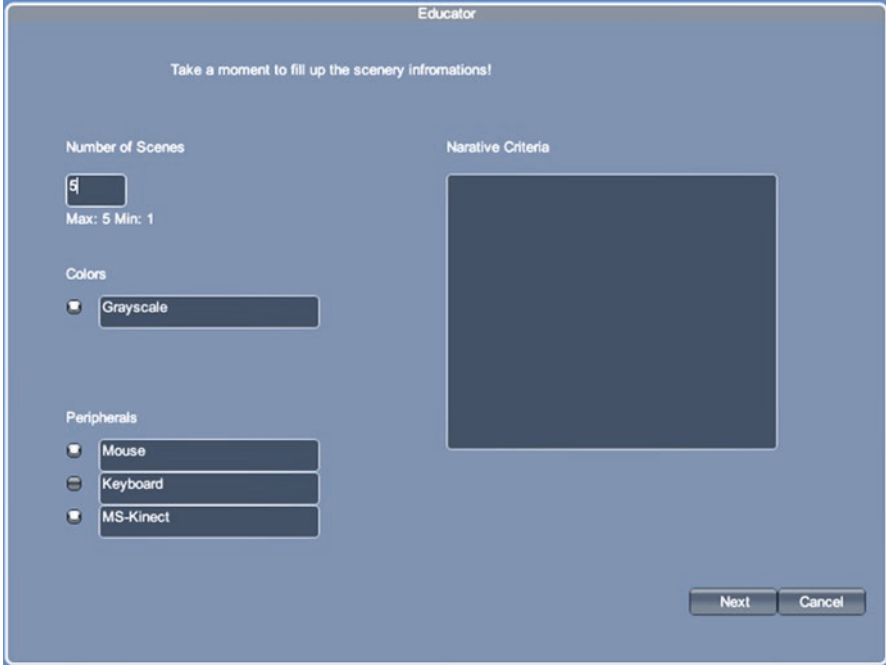 Educator
Take a moment to fill up the scenery infromations!
Number of Scenes
5
Max: 5 Min: 1
Colors
Grayscale
Peripherals
Mouse
Keyboard
MS-Kinect
Narative Criteria
Next
Cancel